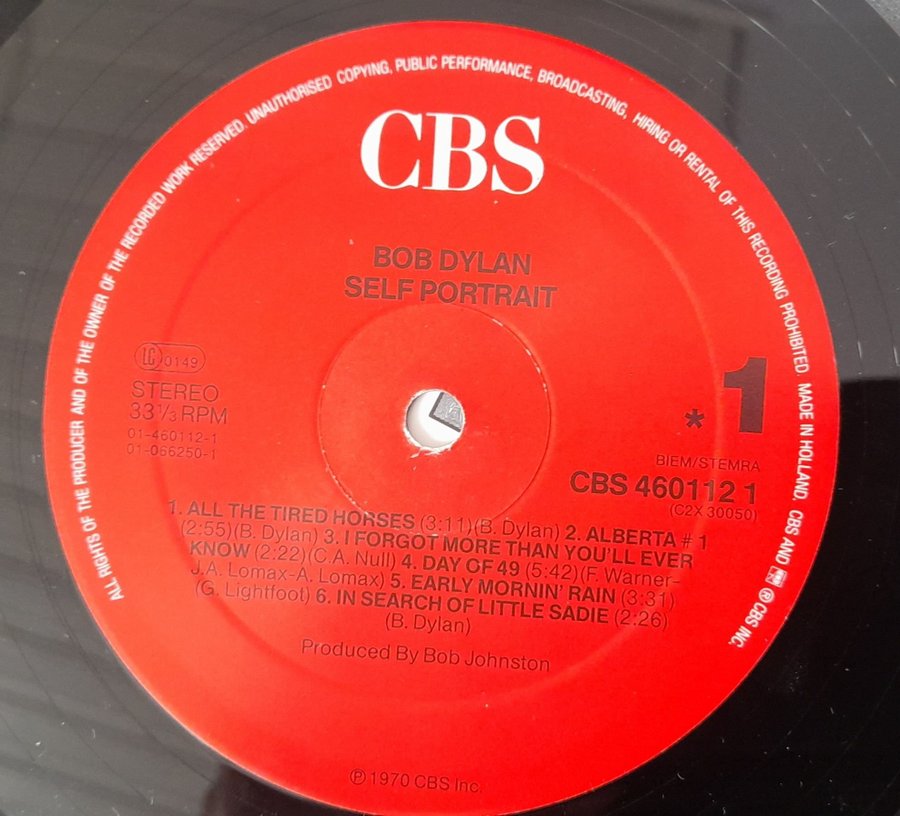 ALL RIGHTS OF THE PRODUCER AND OF THE OWNER OF THE RECORDED WORK RESERVED. UNAUTHORISED COPYING, PUBLIC PERFORMANCE, BROADCASTING, HIRING OR RENTAL OF THIS RECORDING PROHIBITED. MADE IN HOLLAND. CBS AND ℗ CBS INC.
CBS
BOB DYLAN
SELF PORTRAIT
LC 0149
STEREO
33 1/3 RPM
01-460112-1
01-066250-1
* 1
BIEM/STEMRA
CBS 460112 1
(C2X 30050)
1. ALL THE TIRED HORSES (3:11)(B. Dylan) 2. ALBERTA # 1
(2:55)(B. Dylan) 3. I FORGOT MORE THAN YOU'LL EVER
KNOW (2:22)(C.A. Null) 4. DAY OF 49 (5:42)(F. Warner-
J.A. Lomax-A. Lomax) 5. EARLY MORNIN' RAIN (3:31)
(G. Lightfoot) 6. IN SEARCH OF LITTLE SADIE (2:26)
(B. Dylan)
Produced By Bob Johnston
℗ 1970 CBS Inc.